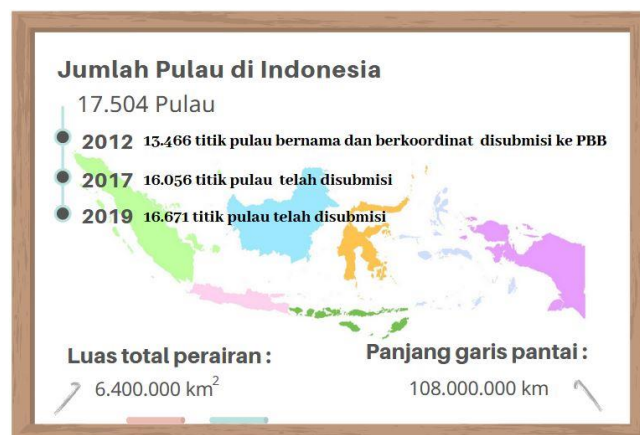 Jumlah Pulau di Indonesia
17.504 Pulau
2012 13.466 titik pulau bernama dan berkoordinat disubmisi ke PBB
2017 16.056 titik pulau telah disubmisi
2019 16.671 titik pulau telah disubmisi
Luas total perairan :
6.400.000 km²
Panjang garis pantai :
108.000.000 km